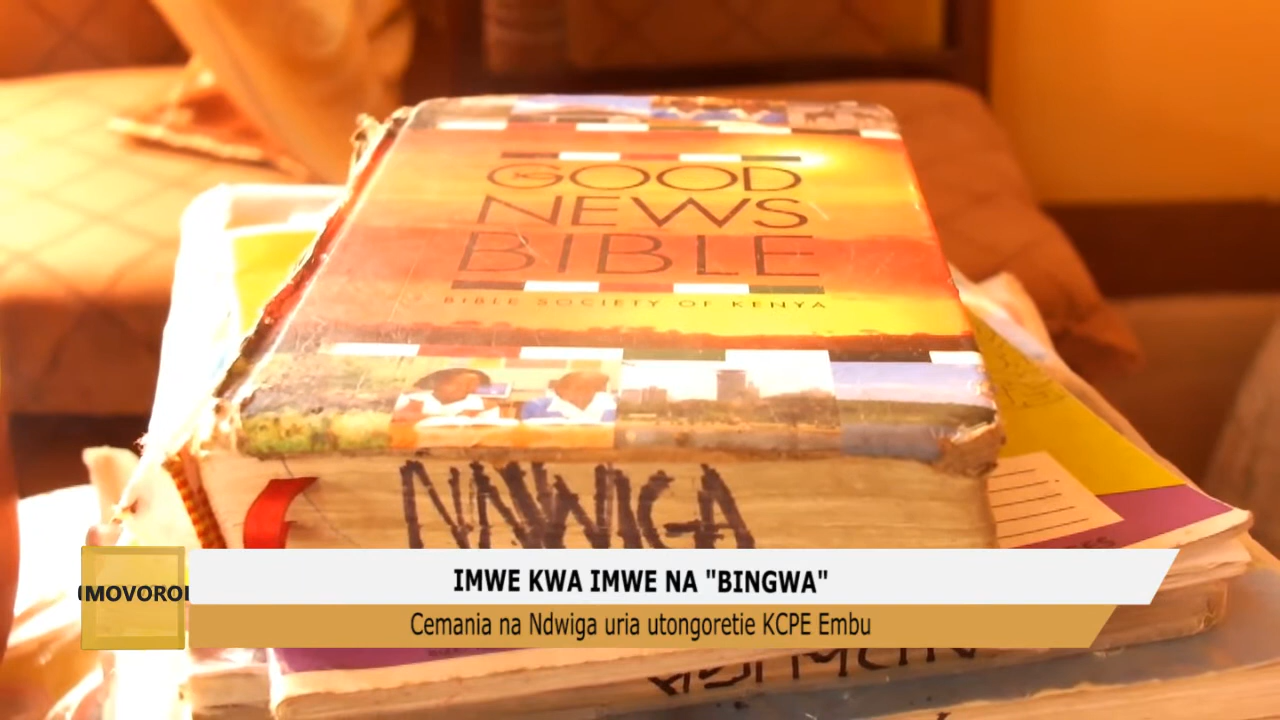 GOOD
NEWS
BIBLE
BIBLE SOCIETY OF KENYA
NDWIGA
IMOVOROI
IMWE KWA IMWE NA "BINGWA"
Cemania na Ndwiga uria utongoretie KCPE Embu